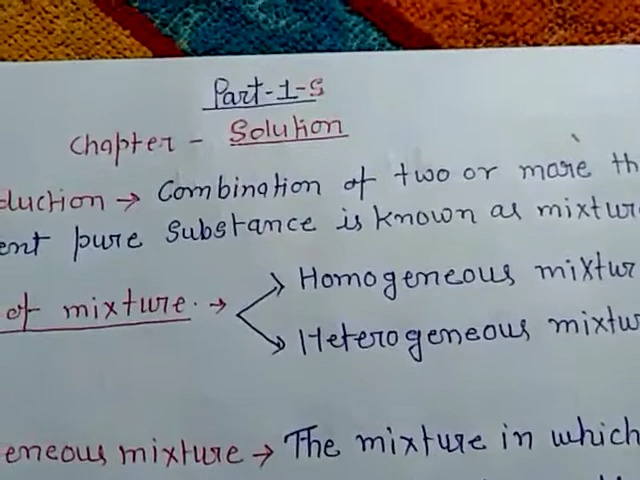 Part-1-S
Chapter - Solution
duction → Combination of two or more th
ent pure substance is known as mixtur
of mixture. → Homogeneous mixtur
Heterogeneous mixtu
eneous mixture → The mixture in which